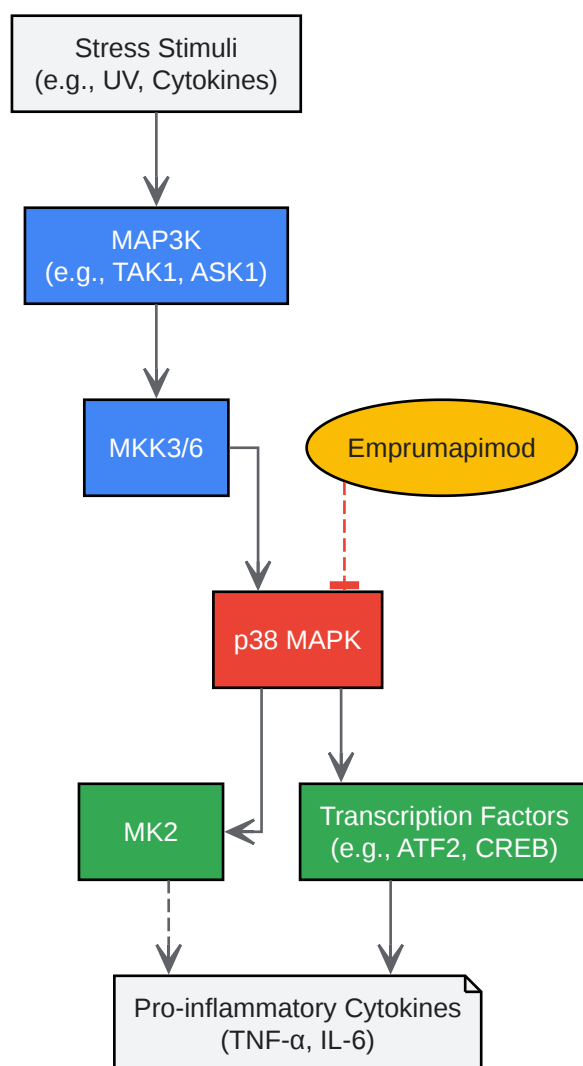 Stress Stimuli
(e.g., UV, Cytokines)
MAP3K
(e.g., TAK1, ASK1)
MKK3/6
Emprumapimod
p38 MAPK
MK2
Transcription Factors
(e.g., ATF2, CREB)
Pro-inflammatory Cytokines
(TNF-α, IL-6)